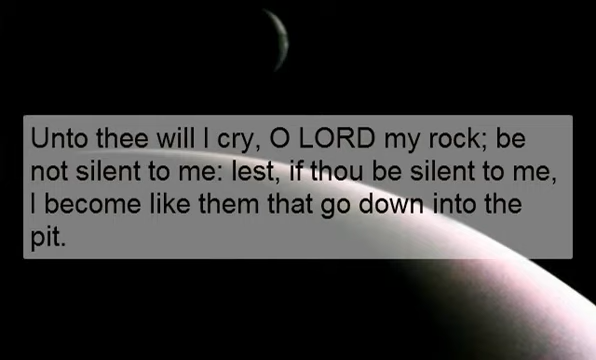 Unto thee will I cry, O LORD my rock; be
not silent to me: lest, if thou be silent to me,
I become like them that go down into the
pit.